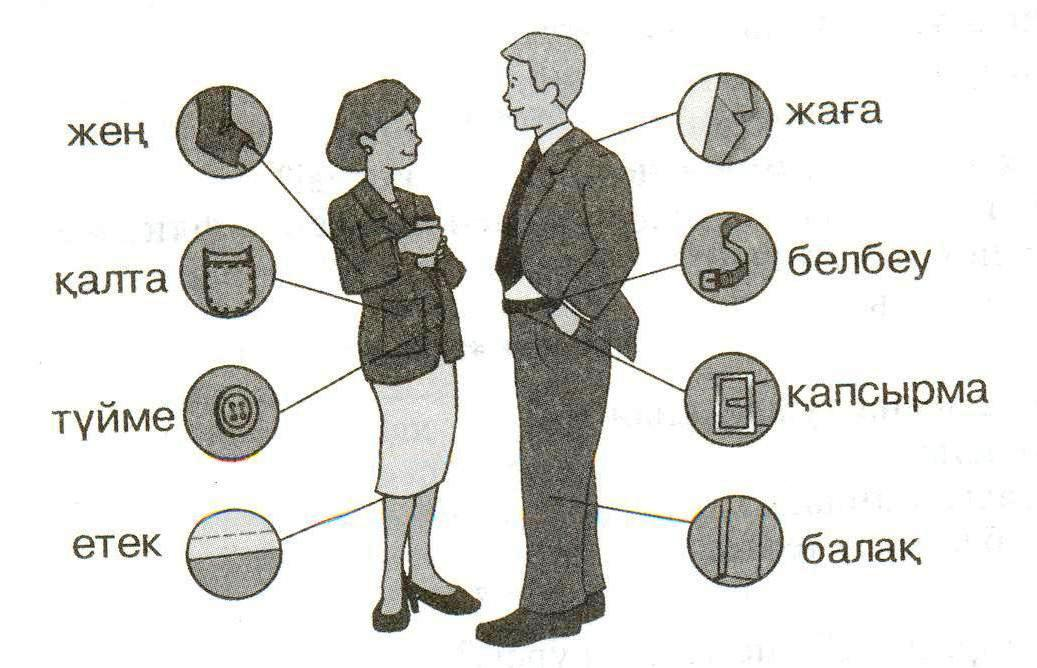 жең
қалта
түйме
етек
жаға
белбеу
қапсырма
балақ